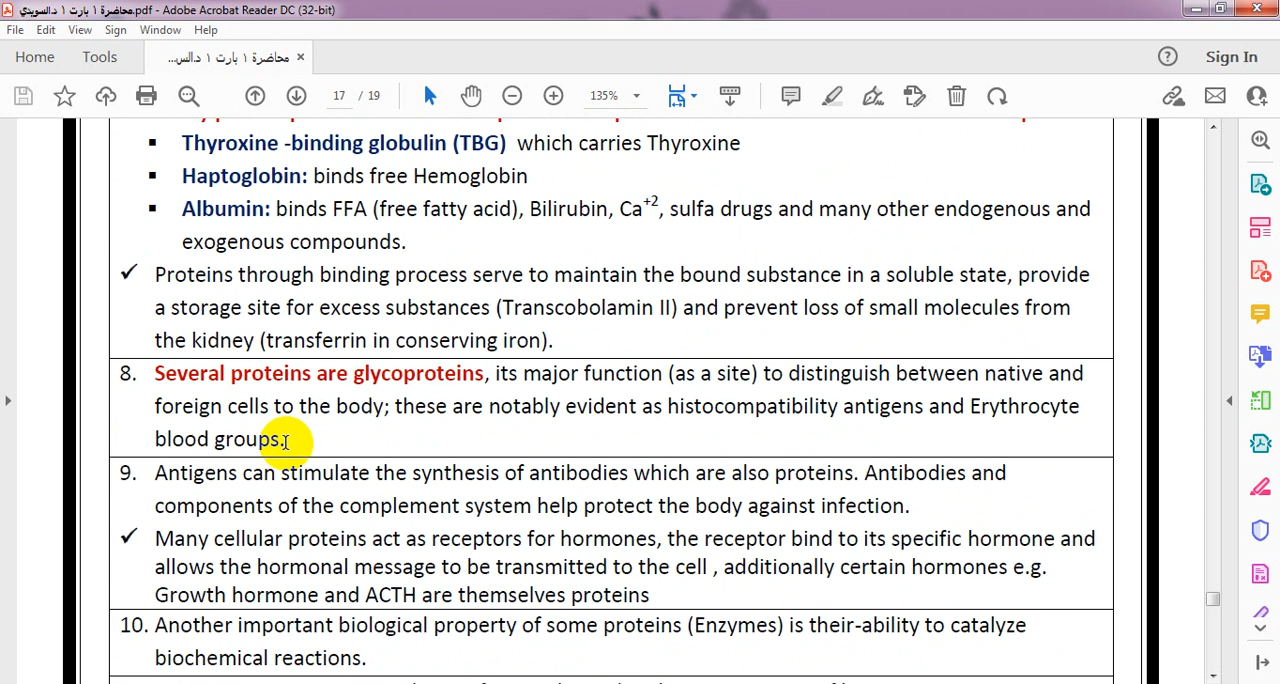 محاضرة ١ بارت ١ د.السويدي.pdf - Adobe Acrobat Reader DC (32-bit)
File Edit View Sign Window Help
Home Tools محاضرة ١ بارت ١ د.الس... × ? Sign In
17 / 19 135%
Thyroxine -binding globulin (TBG) which carries Thyroxine
Haptoglobin: binds free Hemoglobin
Albumin: binds FFA (free fatty acid), Bilirubin, Ca+2, sulfa drugs and many other endogenous and
exogenous compounds.
✓ Proteins through binding process serve to maintain the bound substance in a soluble state, provide
a storage site for excess substances (Transcobolamin II) and prevent loss of small molecules from
the kidney (transferrin in conserving iron).
8. Several proteins are glycoproteins, its major function (as a site) to distinguish between native and
foreign cells to the body; these are notably evident as histocompatibility antigens and Erythrocyte
blood groups.
9. Antigens can stimulate the synthesis of antibodies which are also proteins. Antibodies and
components of the complement system help protect the body against infection.
✓ Many cellular proteins act as receptors for hormones, the receptor bind to its specific hormone and
allows the hormonal message to be transmitted to the cell , additionally certain hormones e.g.
Growth hormone and ACTH are themselves proteins
10. Another important biological property of some proteins (Enzymes) is their-ability to catalyze
biochemical reactions.